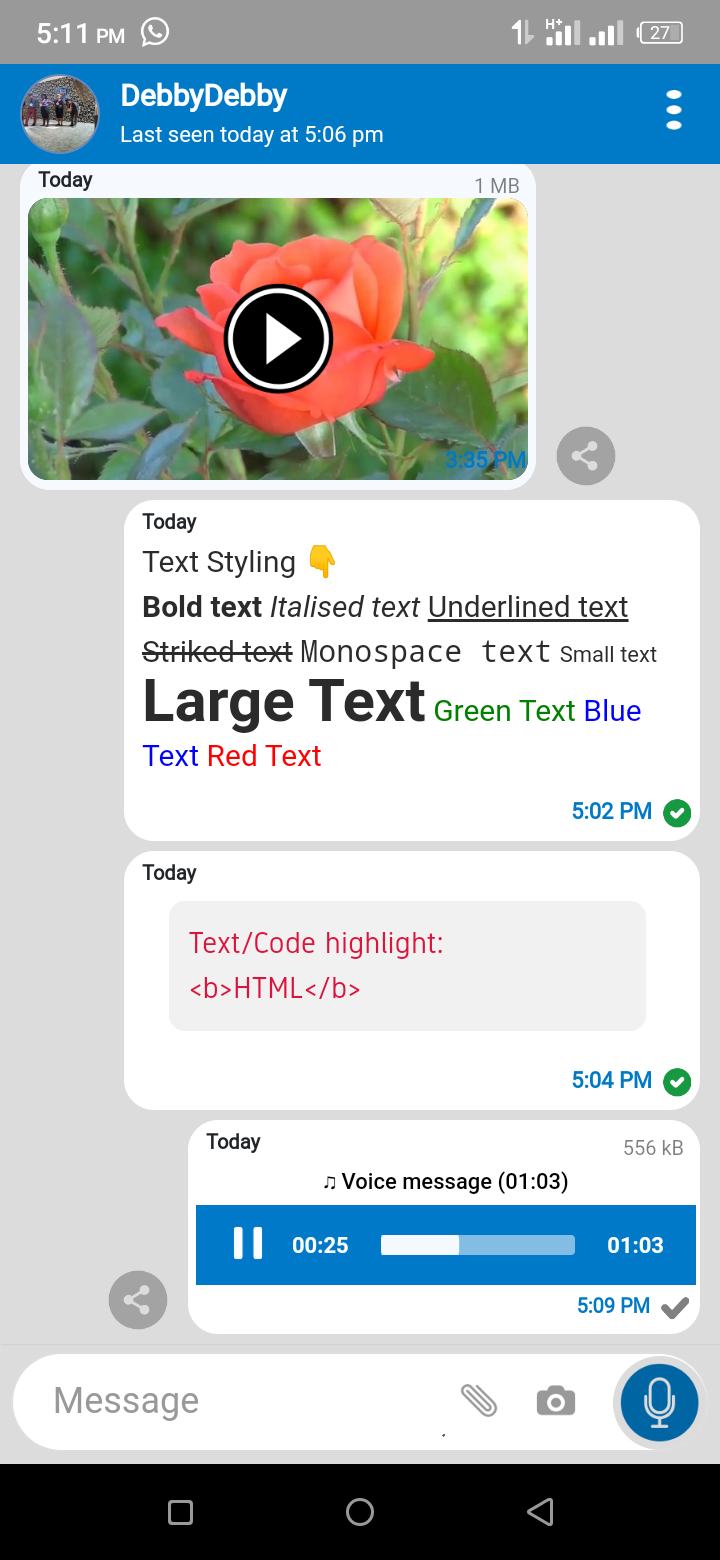 5:11 PM
H+
27
DebbyDebby
Last seen today at 5:06 pm
Today
1 MB
3:35 PM
Today
Text Styling 👇
Bold text Italised text Underlined text
Striked text Monospace text Small text
Large Text Green Text Blue
Text Red Text
5:02 PM
Today
Text/Code highlight:
<b>HTML</b>
5:04 PM
Today
556 kB
♫ Voice message (01:03)
00:25
01:03
5:09 PM
Message